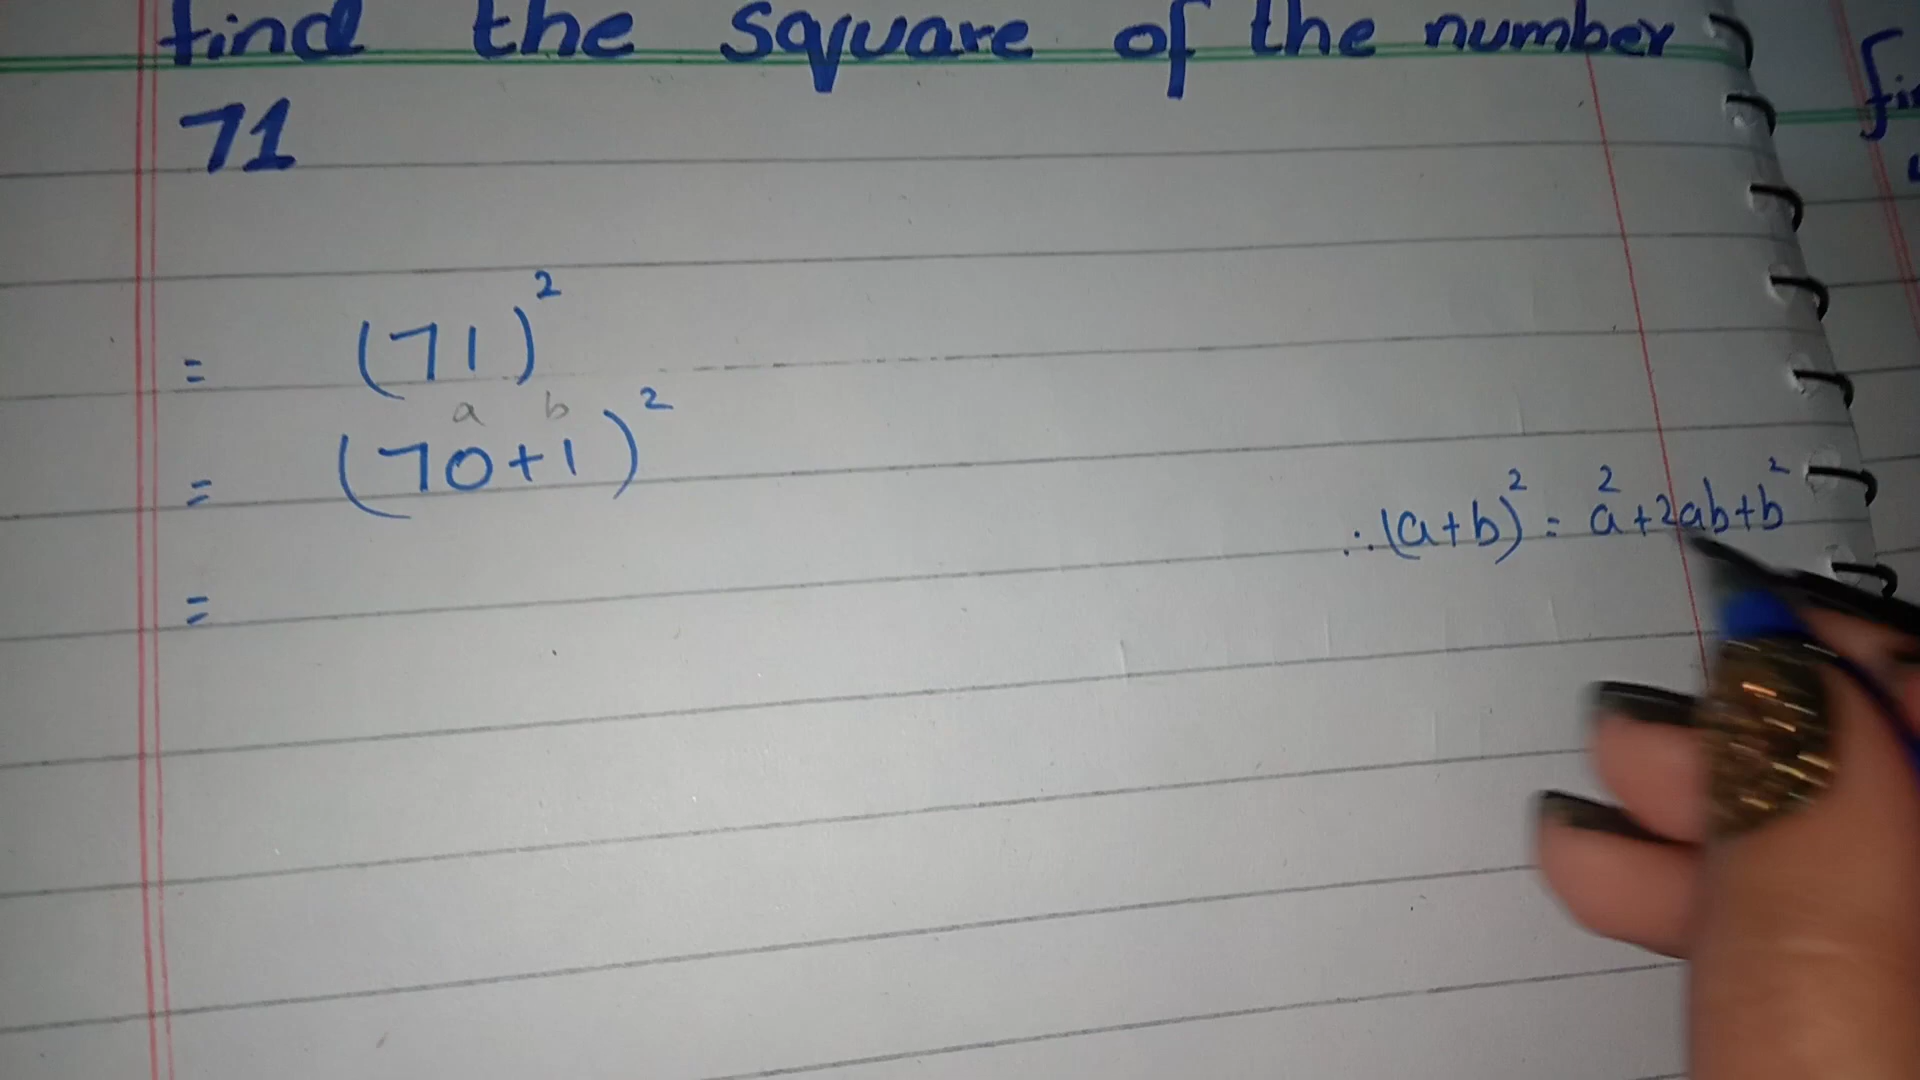 find the square of the number
71
= (71)²
a b
= (70+1)²
∴ (a+b)² = a²+2ab+b²
=